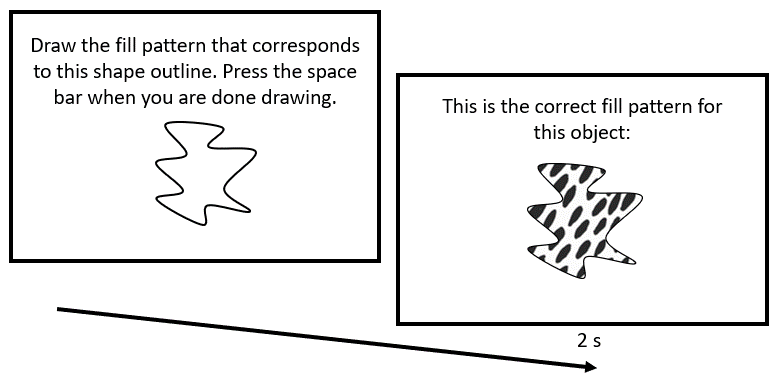 Draw the fill pattern that corresponds
to this shape outline. Press the space
bar when you are done drawing.
This is the correct fill pattern for
this object:
2 s